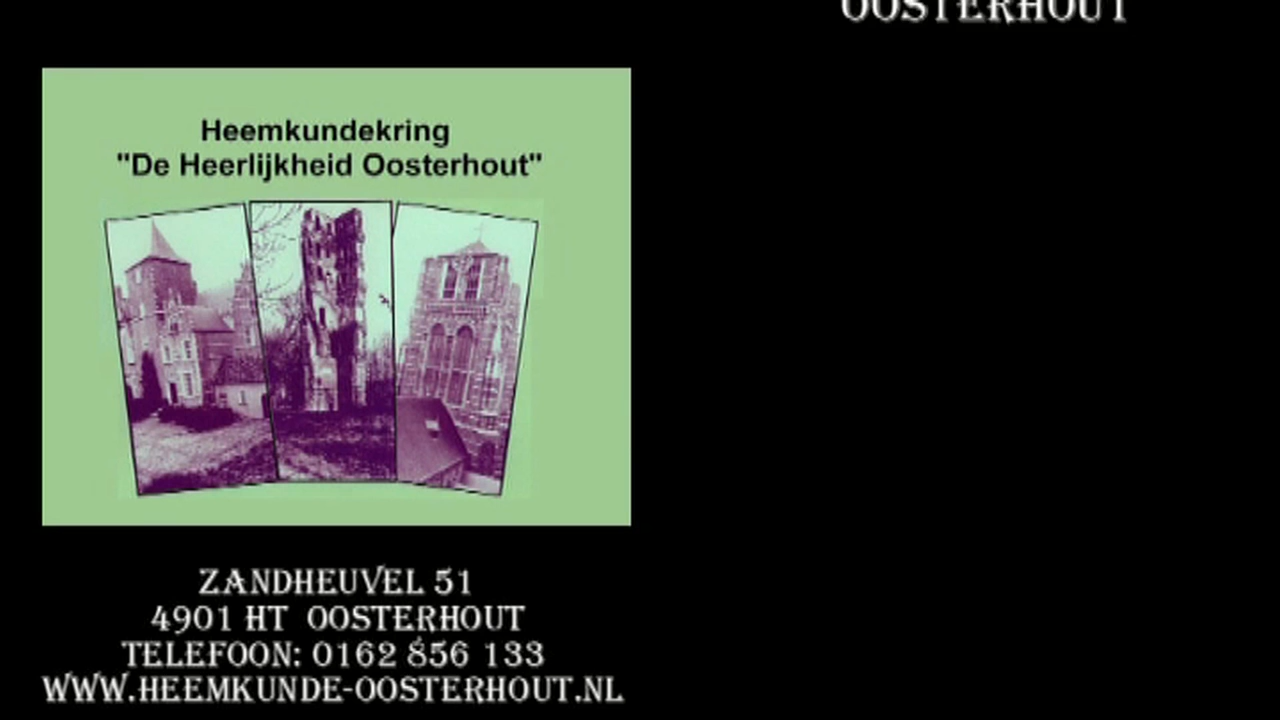 OOSTERHOUT
Heemkundekring
"De Heerlijkheid Oosterhout"
ZANDHEUVEL 51
4901 HT OOSTERHOUT
TELEFOON: 0162 856 133
WWW.HEEMKUNDE-OOSTERHOUT.NL